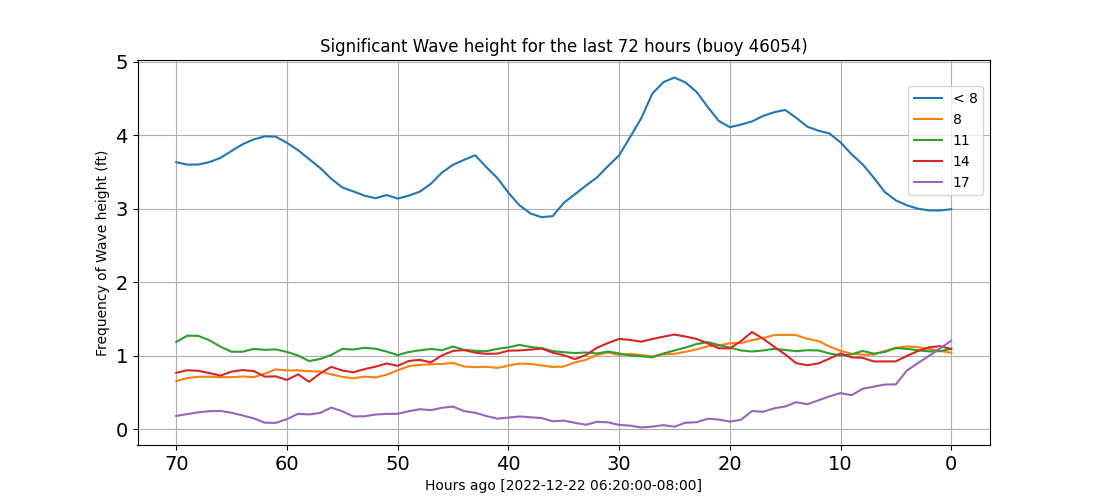 Significant Wave height for the last 72 hours (buoy 46054)
Frequency of Wave height (ft)
5
4
3
2
1
0
< 8
8
11
14
17
70 60 50 40 30 20 10 0
Hours ago [2022-12-22 06:20:00-08:00]